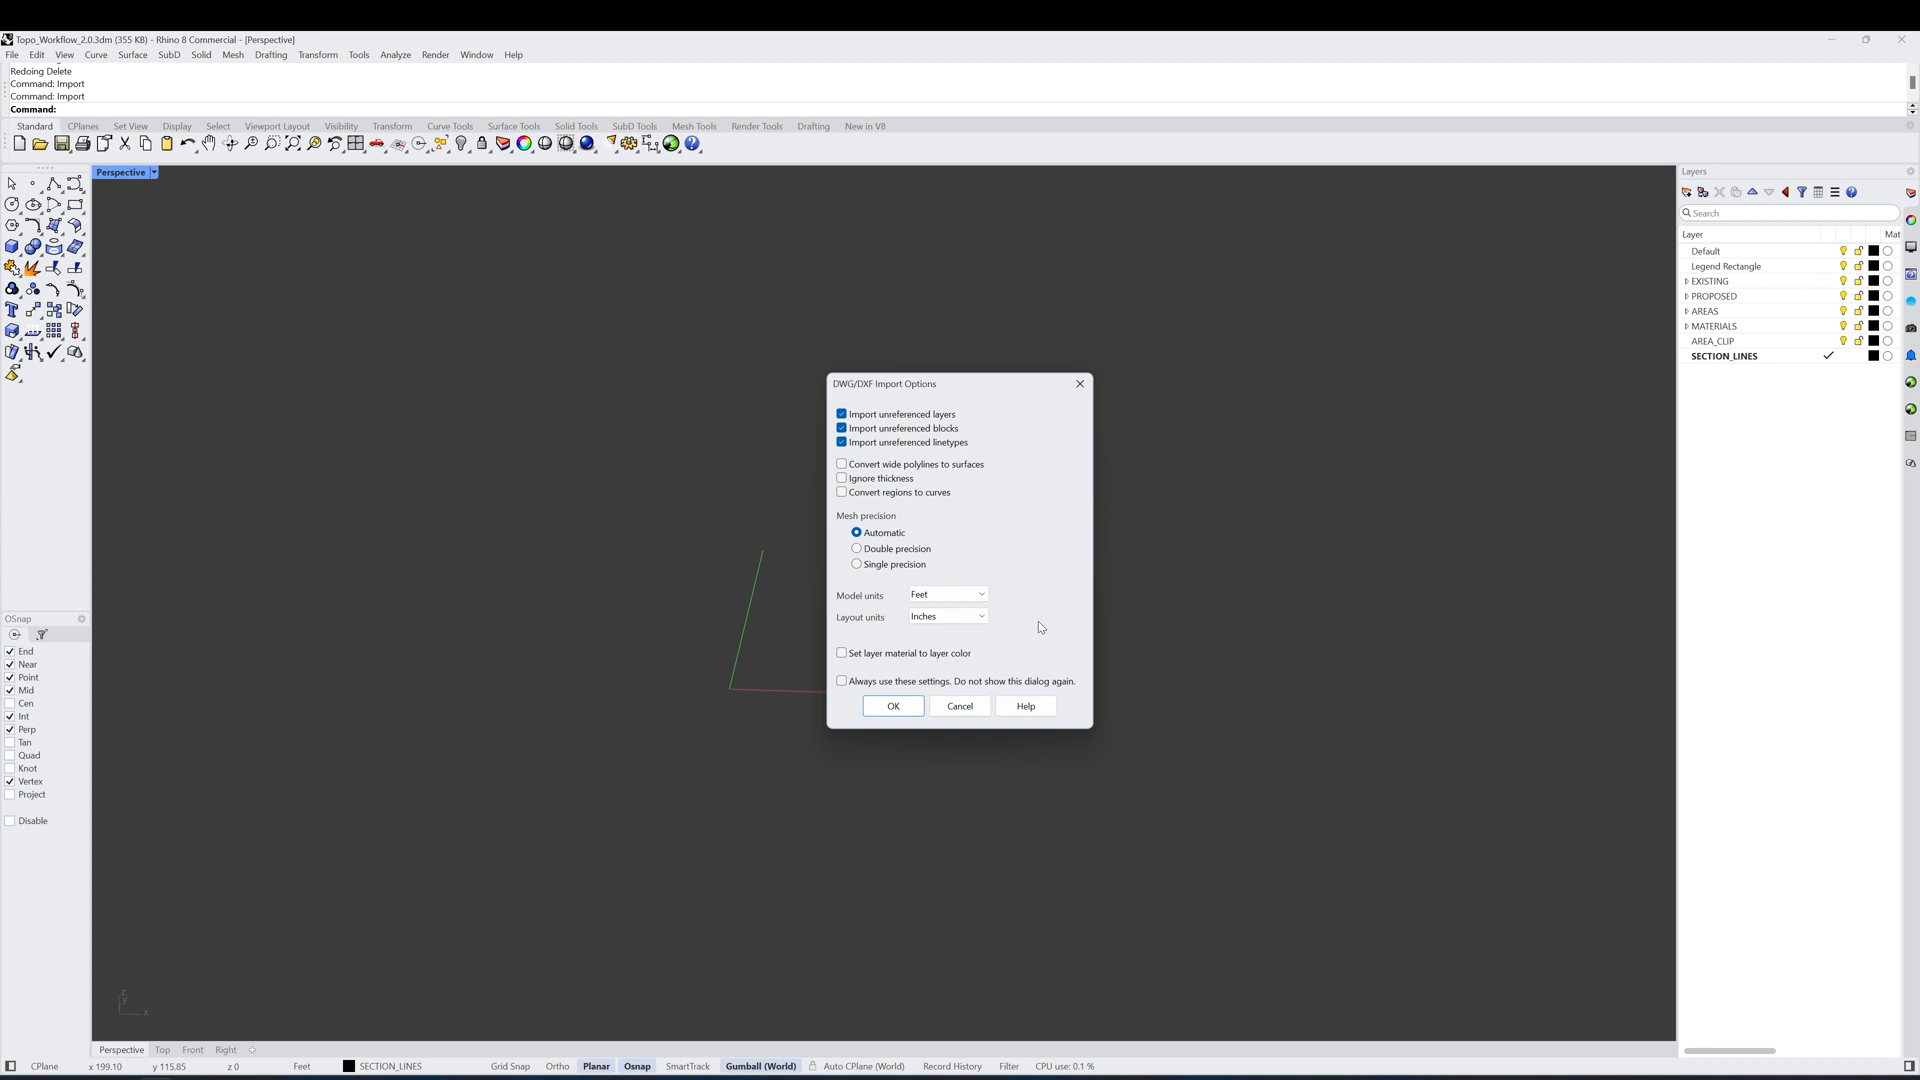 Topo_Workflow_2.0.3dm (355 KB) - Rhino 8 Commercial - [Perspective]
File Edit View Curve Surface SubD Solid Mesh Drafting Transform Tools Analyze Render Window Help
Redoing Delete
Command: Import
Command: Import
Command:
Standard CPlanes Set View Display Select Viewport Layout Visibility Transform Curve Tools Surface Tools Solid Tools SubD Tools Mesh Tools Render Tools Drafting New in V8
Perspective
Layers
Search
Layer Mat
Default
Legend Rectangle
EXISTING
PROPOSED
AREAS
MATERIALS
AREA_CLIP
SECTION_LINES
DWG/DXF Import Options
Import unreferenced layers
Import unreferenced blocks
Import unreferenced linetypes
Convert wide polylines to surfaces
Ignore thickness
Convert regions to curves
Mesh precision
Automatic
Double precision
Single precision
Model units Feet
Layout units Inches
Set layer material to layer color
Always use these settings. Do not show this dialog again.
OK Cancel Help
OSnap
End
Near
Point
Mid
Cen
Int
Perp
Tan
Quad
Knot
Vertex
Project
Disable
z
y
x
Perspective Top Front Right
CPlane x 199.10 y 115.85 z 0 Feet SECTION_LINES Grid Snap Ortho Planar Osnap SmartTrack Gumball (World) Auto CPlane (World) Record History Filter CPU use: 0.1 %